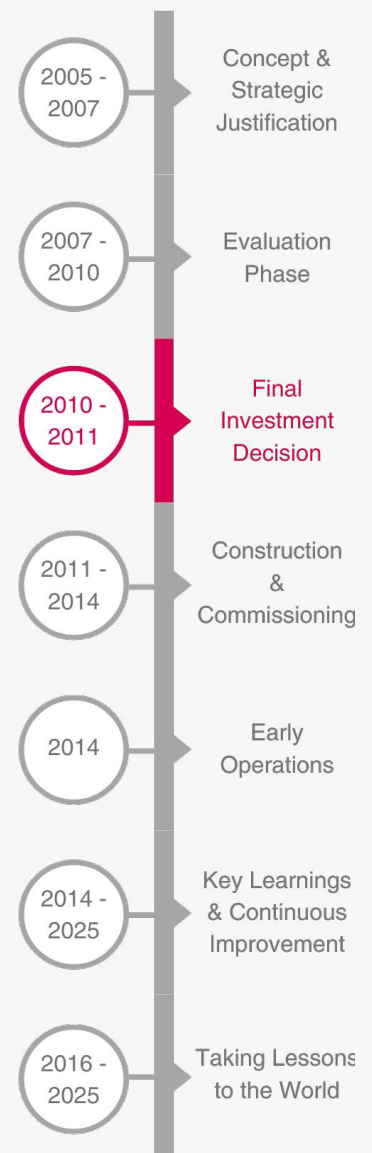 2005 -
2007
Concept &
Strategic
Justification
2007 -
2010
Evaluation
Phase
2010 -
2011
Final
Investment
Decision
2011 -
2014
Construction
&
Commissioning
2014
Early
Operations
2014 -
2025
Key Learnings
& Continuous
Improvement
2016 -
2025
Taking Lessons
to the World